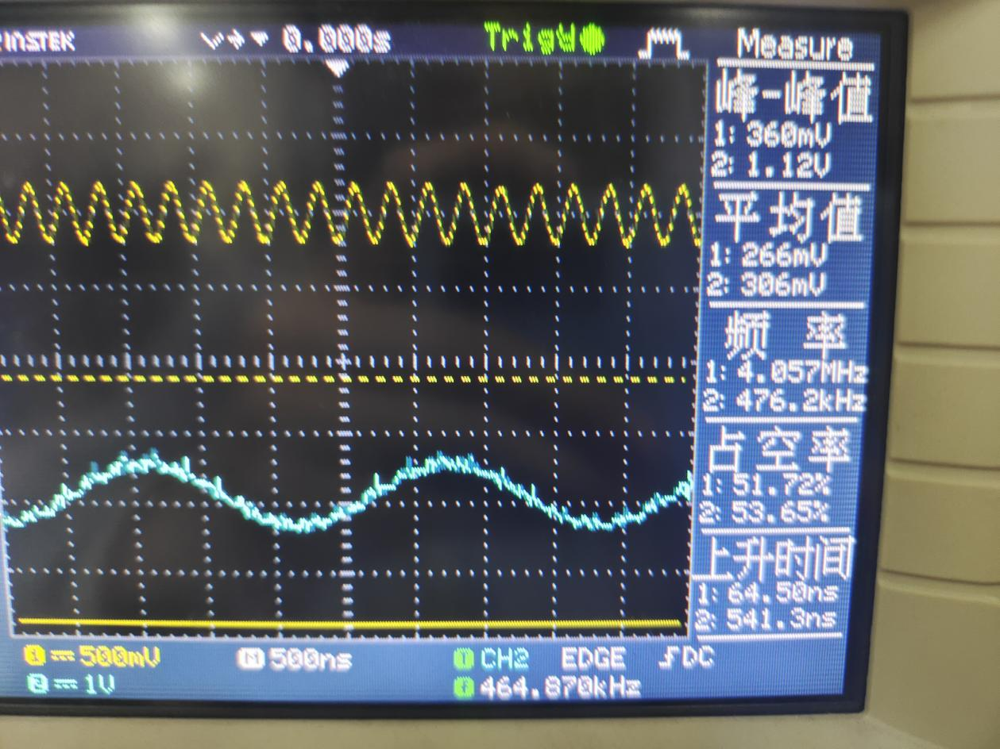 INSTEK 0.000s Trig'd Measure
峰-峰值
1: 360mV
2: 1.12V
平均值
1: 266mV
2: 306mV
频 率
1: 4.057MHz
2: 476.2kHz
占空率
1: 51.72%
2: 53.65%
上升时间
1: 64.50ns
2: 541.3ns
1 500mV M 500ns T CH2 EDGE DC
2 1V f 464.870kHz